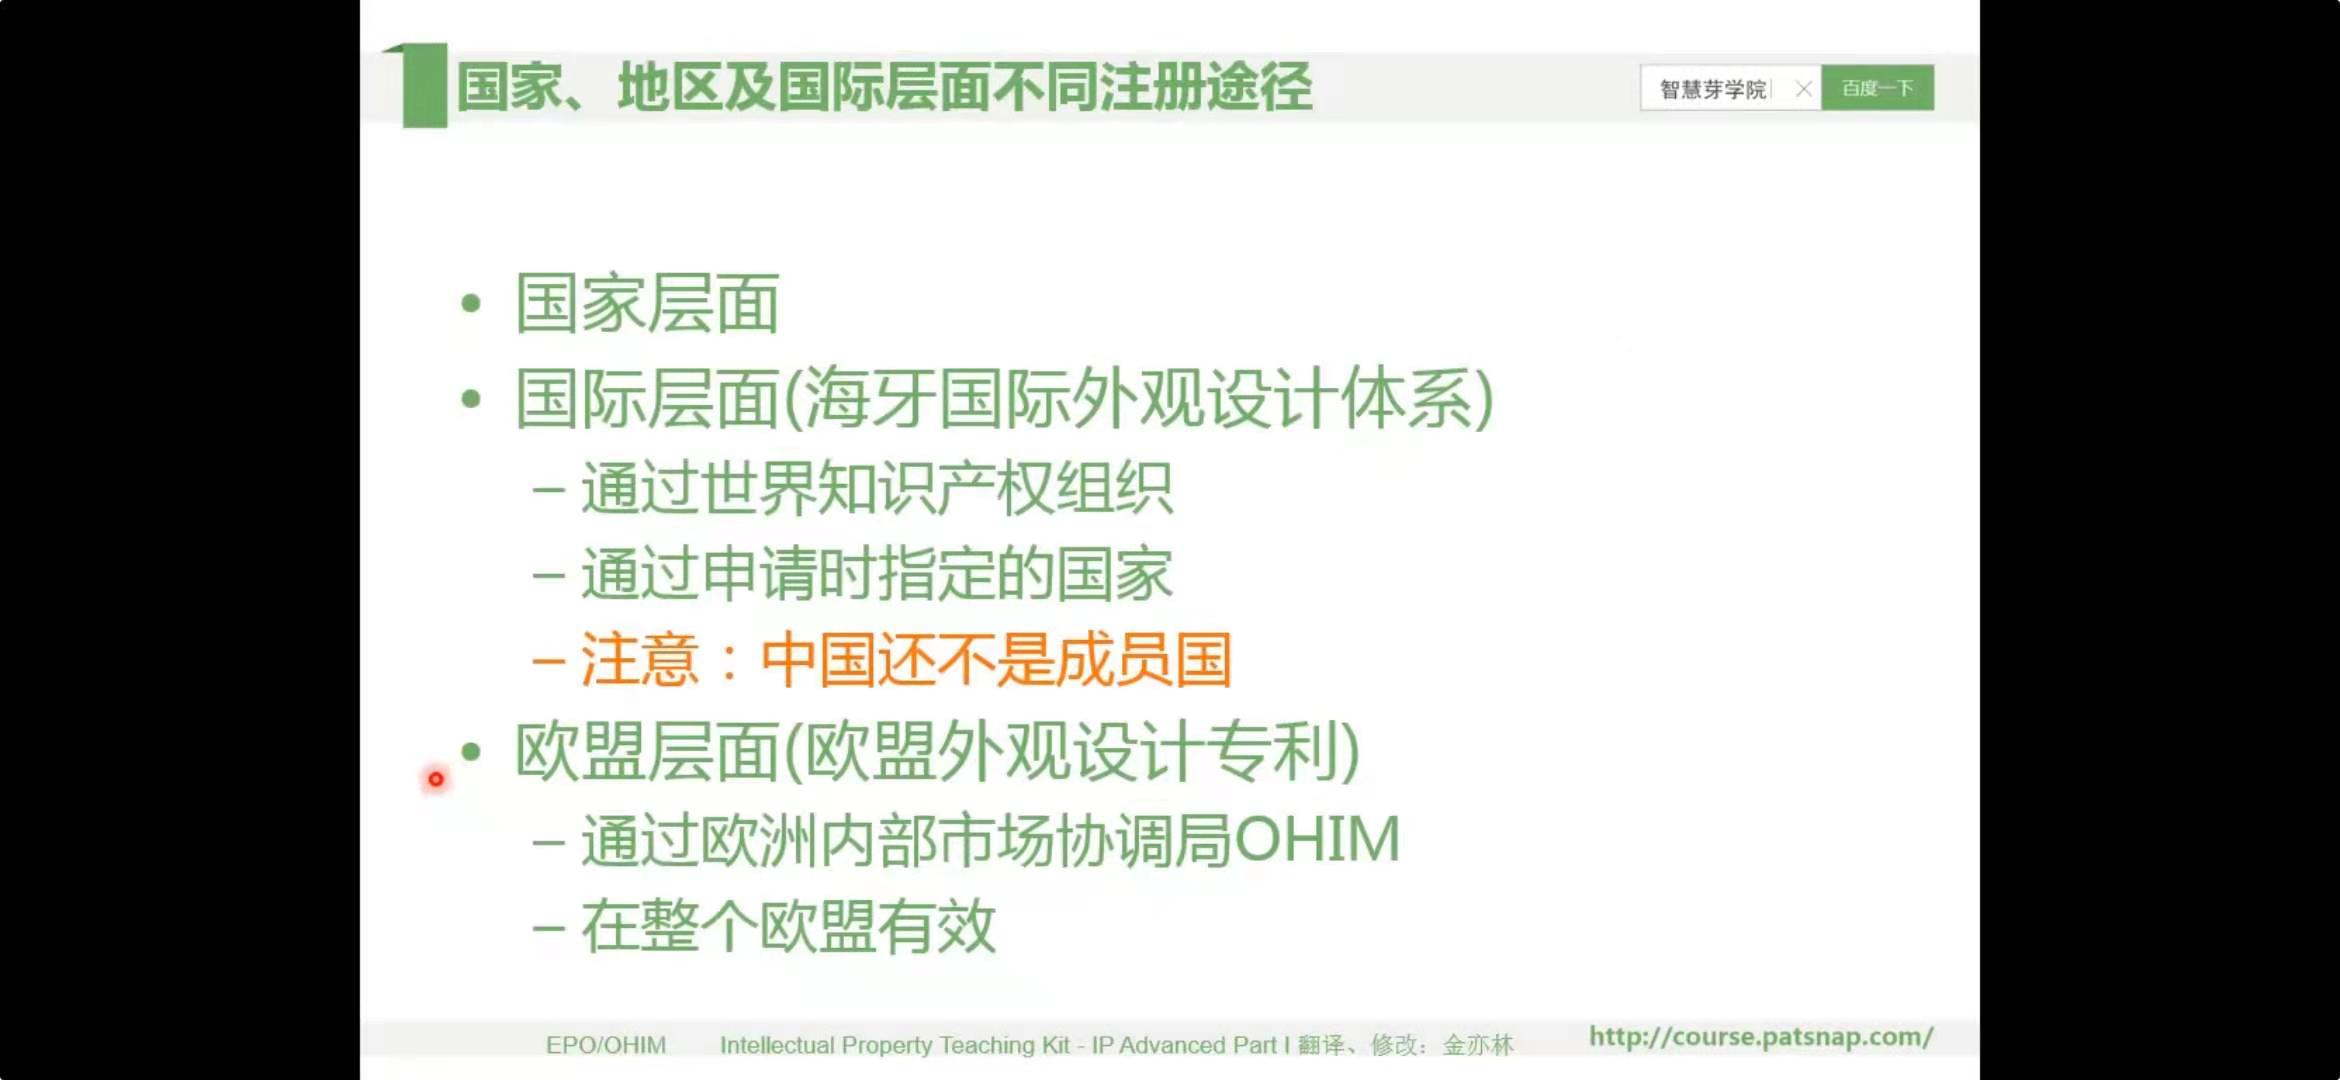 国家、地区及国际层面不同注册途径
智慧芽学院
百度一下
• 国家层面
• 国际层面(海牙国际外观设计体系)
– 通过世界知识产权组织
– 通过申请时指定的国家
– 注意：中国还不是成员国
• 欧盟层面(欧盟外观设计专利)
– 通过欧洲内部市场协调局OHIM
– 在整个欧盟有效
EPO/OHIM Intellectual Property Teaching Kit - IP Advanced Part I 翻译、修改：金亦林
http://course.patsnap.com/